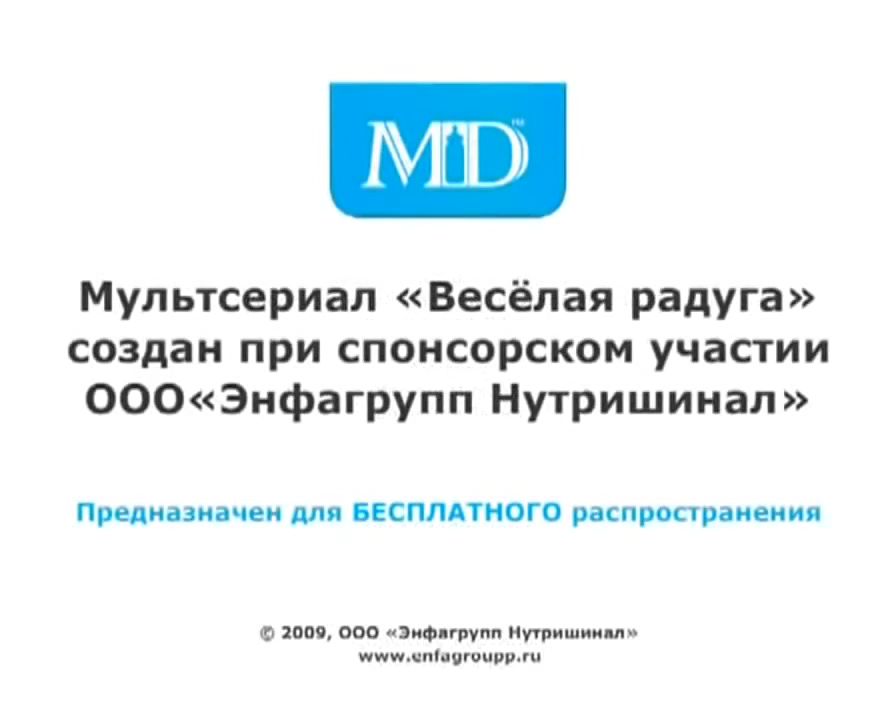 MD™
Мультсериал «Весёлая радуга»
создан при спонсорском участии
ООО«Энфагрупп Нутришинал»
Предназначен для БЕСПЛАТНОГО распространения
© 2009, ООО «Энфагрупп Нутришинал»
www.enfagroupp.ru